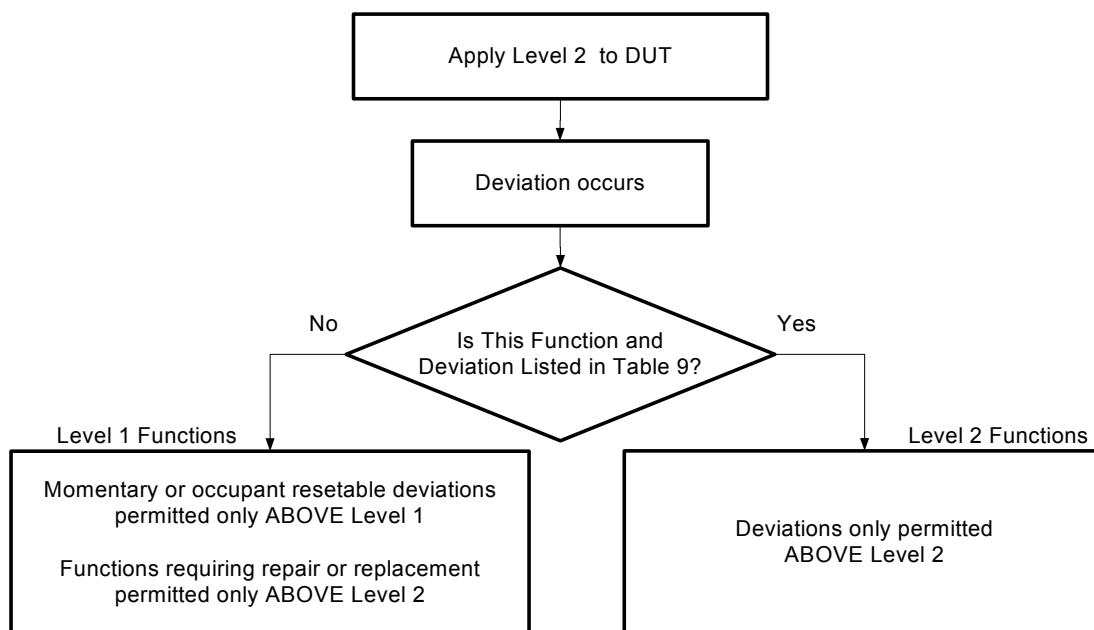 Apply Level 2 to DUT
Deviation occurs
Is This Function and
Deviation Listed in Table 9?
No
Yes
Level 1 Functions
Momentary or occupant resetable deviations
permitted only ABOVE Level 1
Functions requiring repair or replacement
permitted only ABOVE Level 2
Level 2 Functions
Deviations only permitted
ABOVE Level 2